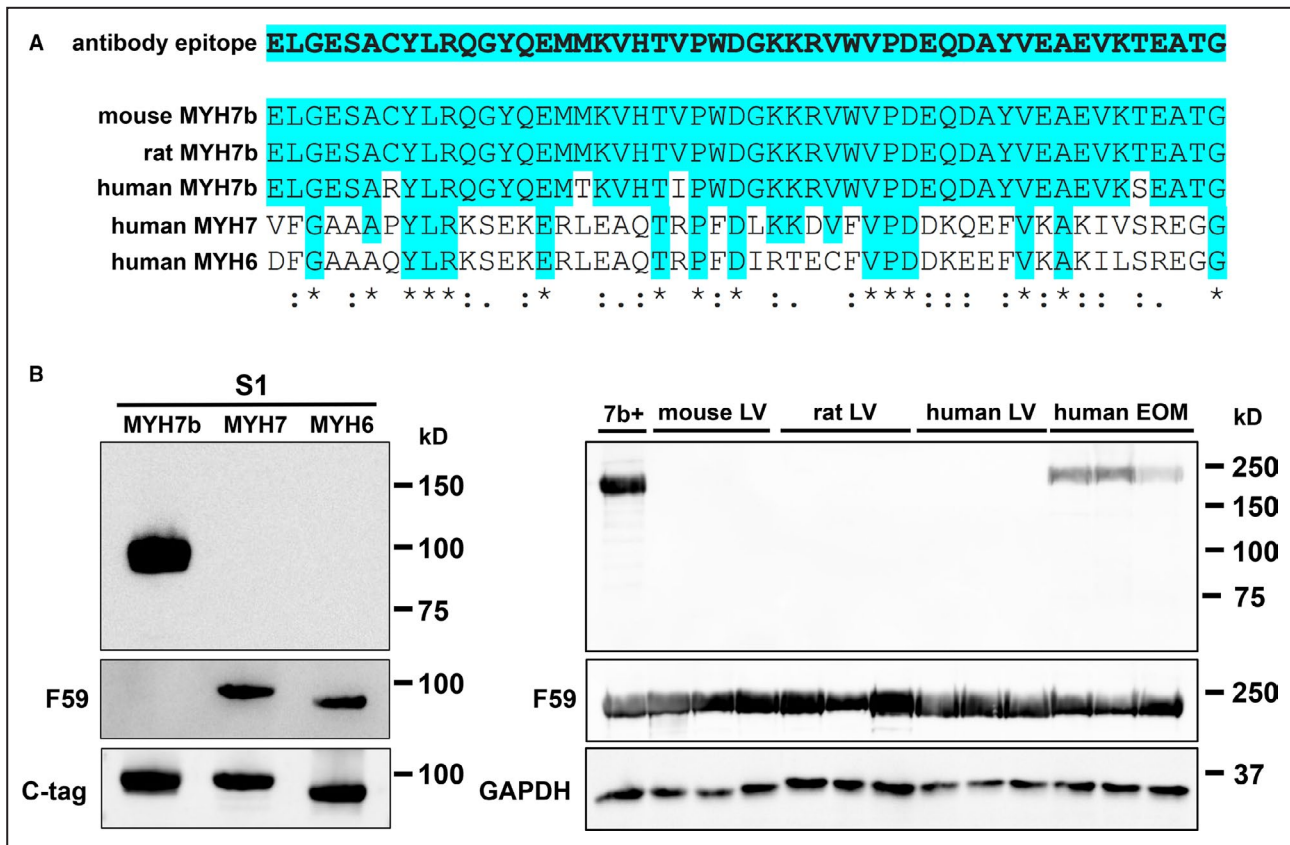 A
antibody epitope ELGESACYLRQGYQEMMKVHTVPWDGKKRVWVPDEQDAYVEAEVKTEATG
mouse MYH7b ELGESACYLRQGYQEMMKVHTVPWDGKKRVWVPDEQDAYVEAEVKTEATG
rat MYH7b ELGESACYLRQGYQEMMKVHTVPWDGKKRVWVPDEQDAYVEAEVKTEATG
human MYH7b ELGESARYLRQGYQEMTKVHTIPWDGKKRVWVPDEQDAYVEAEVKSEATG
human MYH7 VFGAAAPYLRKSEKERLEAQTRPFDLKKDVFVPDDKQEFVKAKIVSREGG
human MYH6 DFGAAAQYLRKSEKERLEAQTRPFDIRTECFVPDDKEEFVKAKILSREGG
:* :* ***:. :* ::.:* *:* :. :***:::*:*:: :. *
B
S1
MYH7b MYH7 MYH6
kD
150
100
75
F59
100
C-tag
100
7b+ mouse LV rat LV human LV human EOM
kD
250
150
100
75
F59
250
GAPDH
37